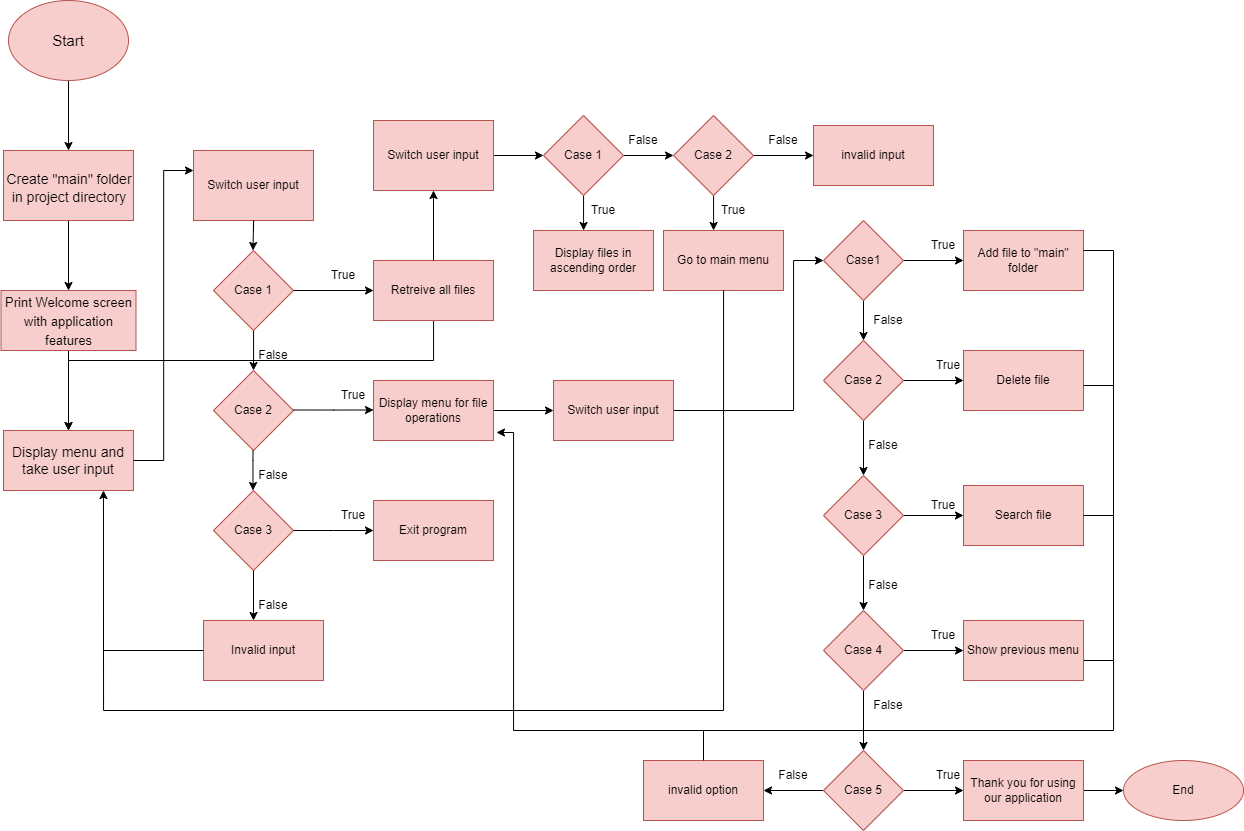 Start
Create "main" folder
in project directory
Print Welcome screen
with application
features
Display menu and
take user input
Switch user input
Case 1
True
Retreive all files
False
Case 2
True
Display menu for file
operations
False
Case 3
True
Exit program
False
Invalid input
Switch user input
Case 1
False
Case 2
False
invalid input
True
True
Display files in
ascending order
Go to main menu
Switch user input
Case1
True
Add file to "main"
folder
False
Case 2
True
Delete file
False
Case 3
True
Search file
False
Case 4
True
Show previous menu
False
Case 5
False
invalid option
True
Thank you for using
our application
End